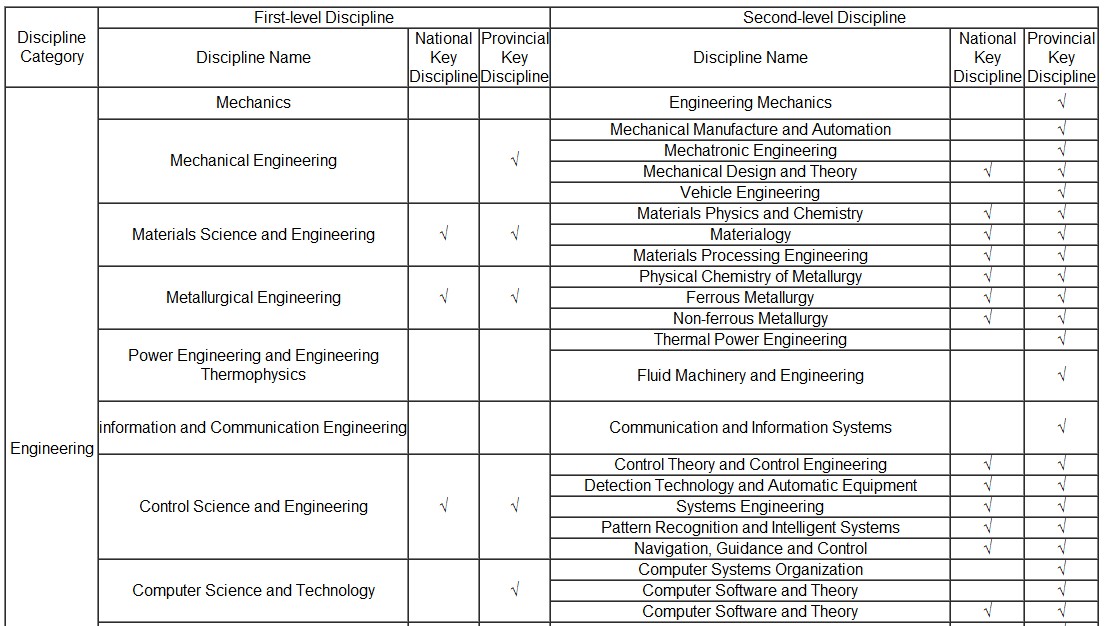 Discipline Category
First-level Discipline
Second-level Discipline
Discipline Name
National Key Discipline
Provincial Key Discipline
Discipline Name
National Key Discipline
Provincial Key Discipline
Engineering
Mechanics
Engineering Mechanics √
Mechanical Engineering √
Mechanical Manufacture and Automation √
Mechatronic Engineering √
Mechanical Design and Theory √ √
Vehicle Engineering √
Materials Science and Engineering √ √
Materials Physics and Chemistry √ √
Materialogy √ √
Materials Processing Engineering √ √
Metallurgical Engineering √ √
Physical Chemistry of Metallurgy √ √
Ferrous Metallurgy √ √
Non-ferrous Metallurgy √ √
Power Engineering and Engineering
Thermophysics
Thermal Power Engineering √
Fluid Machinery and Engineering √
information and Communication Engineering
Communication and Information Systems √
Control Science and Engineering √ √
Control Theory and Control Engineering √ √
Detection Technology and Automatic Equipment √ √
Systems Engineering √ √
Pattern Recognition and Intelligent Systems √ √
Navigation, Guidance and Control √ √
Computer Science and Technology √
Computer Systems Organization √
Computer Software and Theory √
Computer Software and Theory √ √